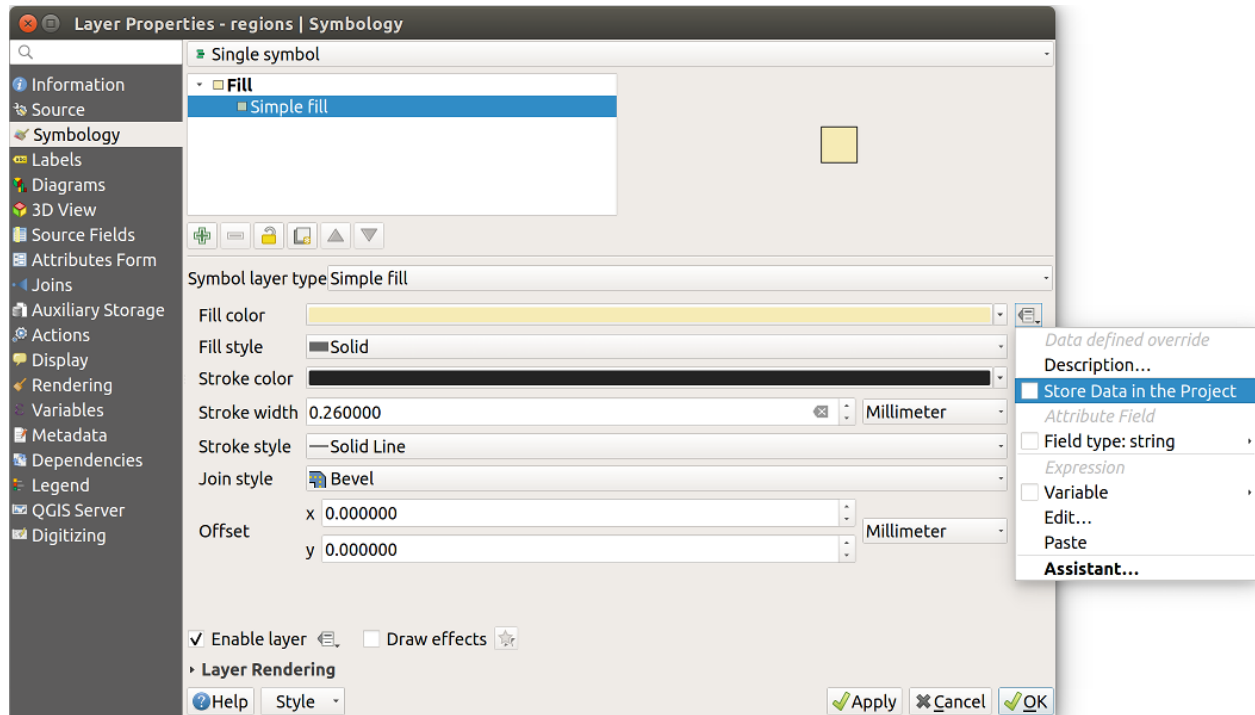 Layer Properties - regions | Symbology
Information
Source
Symbology
Labels
Diagrams
3D View
Source Fields
Attributes Form
Joins
Auxiliary Storage
Actions
Display
Rendering
Variables
Metadata
Dependencies
Legend
QGIS Server
Digitizing
Single symbol
Fill
Simple fill
Symbol layer type Simple fill
Fill color
Fill style Solid
Stroke color
Stroke width 0.260000 Millimeter
Stroke style Solid Line
Join style Bevel
Offset
x 0.000000
y 0.000000
Millimeter
Enable layer Draw effects
Layer Rendering
Help Style Apply Cancel OK
Data defined override
Description...
Store Data in the Project
Attribute Field
Field type: string
Expression
Variable
Edit...
Paste
Assistant...